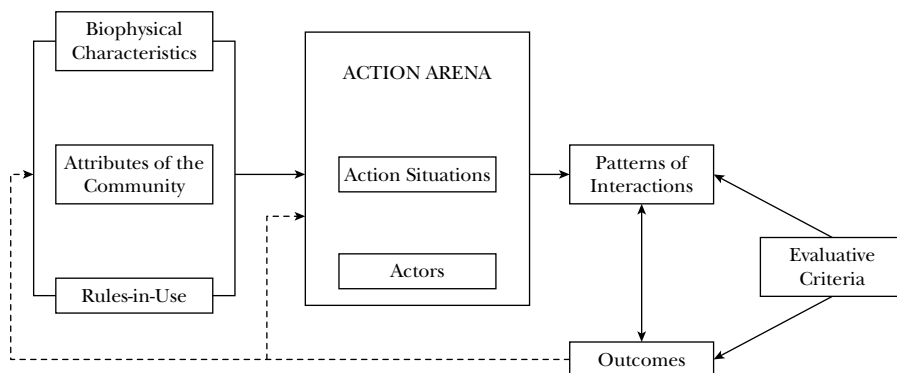 Biophysical
Characteristics
Attributes of the
Community
Rules-in-Use
ACTION ARENA
Action Situations
Actors
Patterns of
Interactions
Outcomes
Evaluative
Criteria